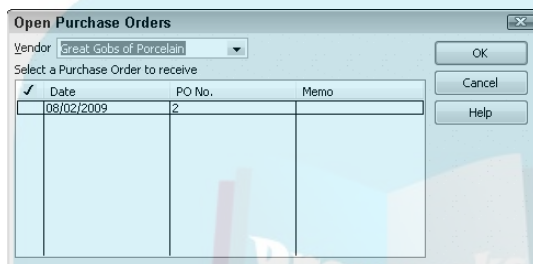 Open Purchase Orders
Vendor Great Gobs of Porcelain
OK
Select a Purchase Order to receive
Cancel
✓ Date PO No. Memo
08/02/2009 2
Help